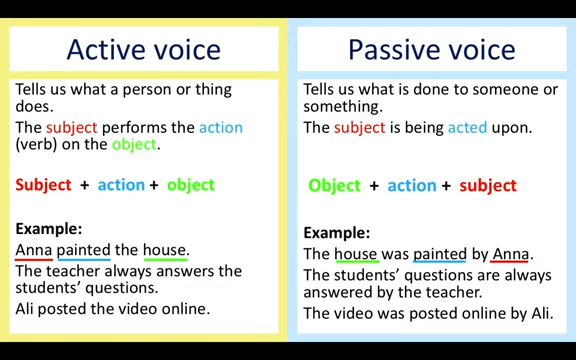 Active voice
Tells us what a person or thing
does.
The subject performs the action
(verb) on the object.
Subject + action + object
Example:
Anna painted the house.
The teacher always answers the
students' questions.
Ali posted the video online.
Passive voice
Tells us what is done to someone or
something.
The subject is being acted upon.
Object + action + subject
Example:
The house was painted by Anna.
The students' questions are always
answered by the teacher.
The video was posted online by Ali.